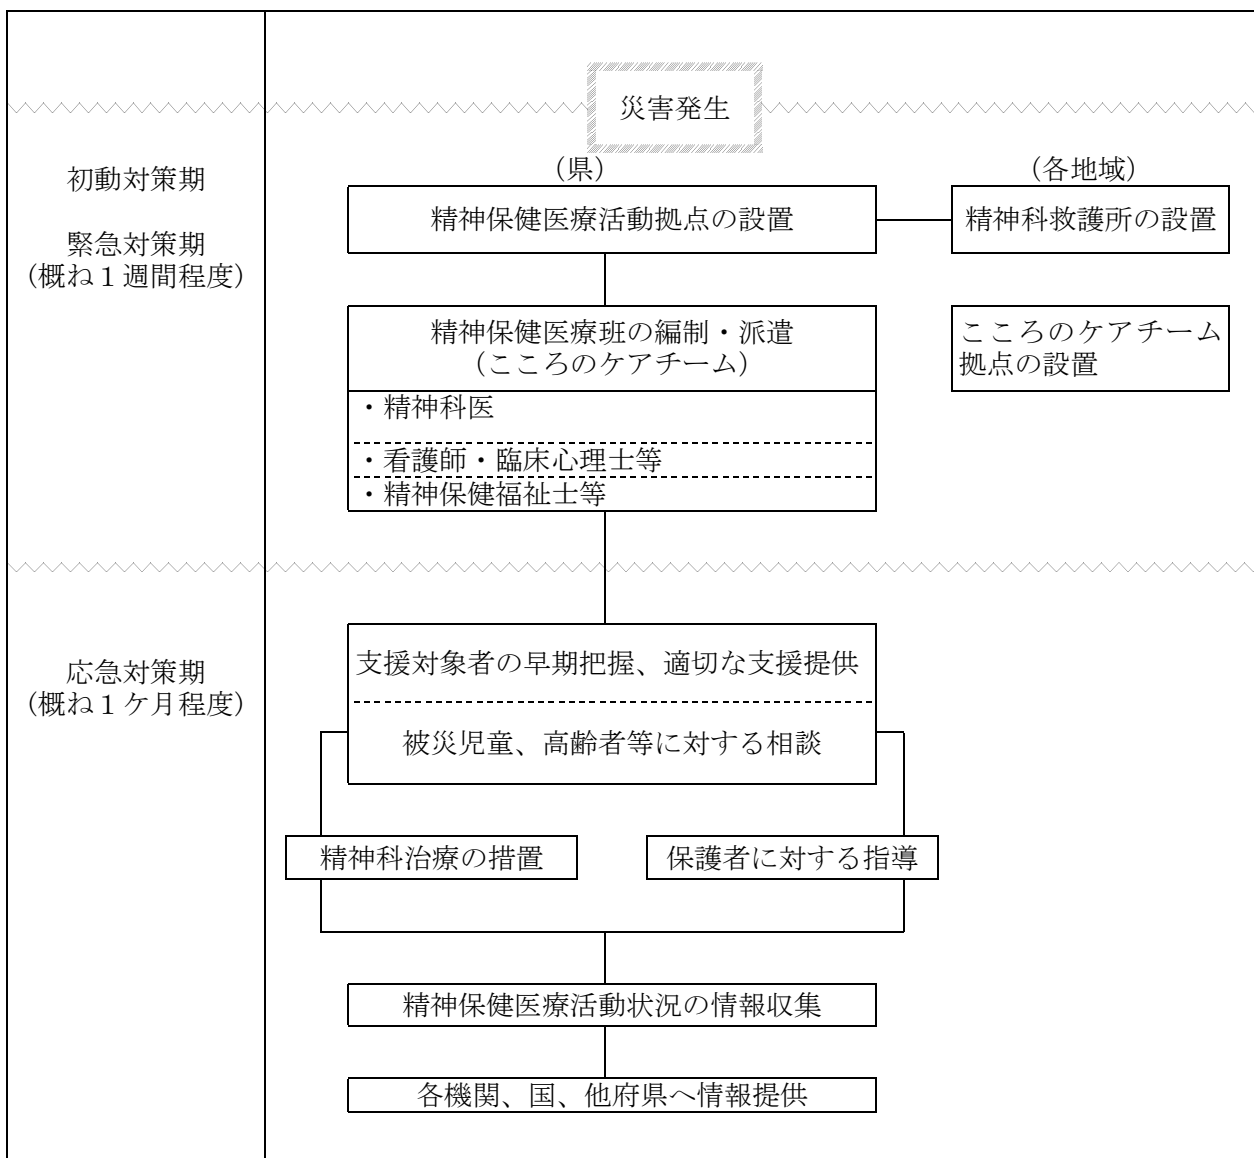 災害発生
初動対策期
緊急対策期
（概ね１週間程度）
（県）
（各地域）
精神保健医療活動拠点の設置
精神科救護所の設置
精神保健医療班の編制・派遣
（こころのケアチーム）
こころのケアチーム
拠点の設置
・精神科医
・看護師・臨床心理士等
・精神保健福祉士等
応急対策期
（概ね１ケ月程度）
支援対象者の早期把握、適切な支援提供
被災児童、高齢者等に対する相談
精神科治療の措置
保護者に対する指導
精神保健医療活動状況の情報収集
各機関、国、他府県へ情報提供